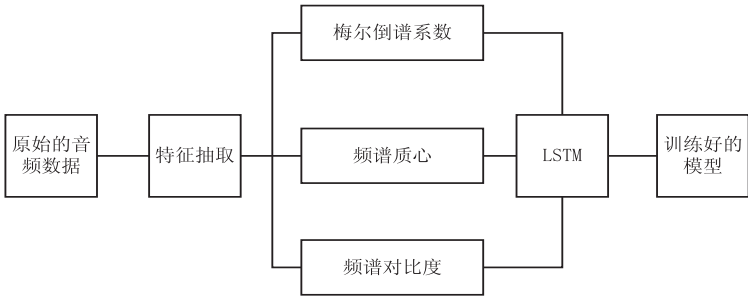 梅尔倒谱系数
原始的音
频数据
特征抽取
频谱质心
LSTM
训练好的
模型
频谱对比度